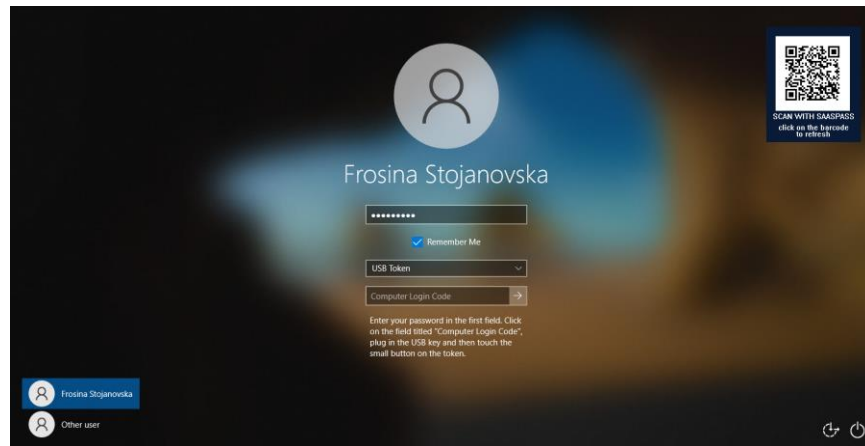 SCAN WITH SAASPASS
click on the barcode
to refresh
Frosina Stojanovska
Remember Me
USB Token
Computer Login Code
Enter your password in the first field. Click
on the field titled "Computer Login Code",
plug in the USB key and then touch the
small button on the token.
Frosina Stojanovska
Other user